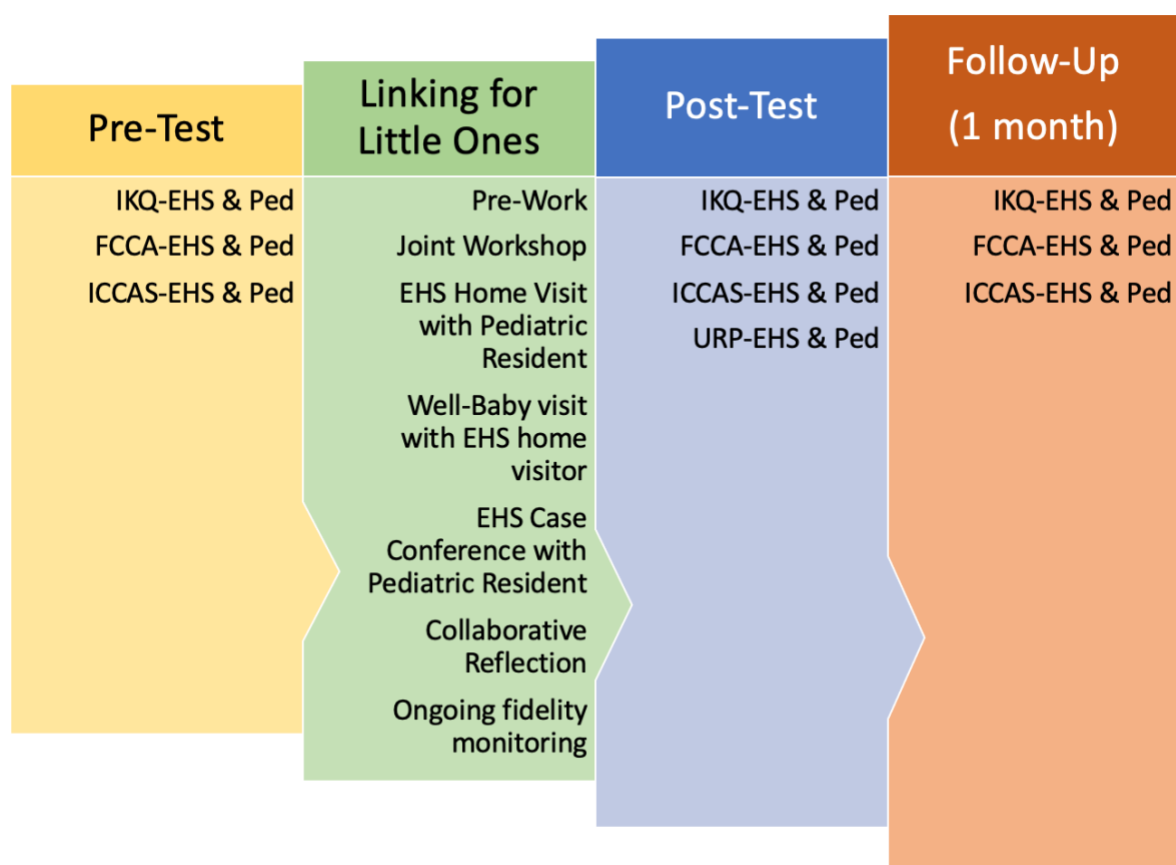 Pre-Test
IKQ-EHS & Ped
FCCA-EHS & Ped
ICCAS-EHS & Ped
Linking for
Little Ones
Pre-Work
Joint Workshop
EHS Home Visit
with Pediatric
Resident
Well-Baby visit
with EHS home
visitor
EHS Case
Conference with
Pediatric Resident
Collaborative
Reflection
Ongoing fidelity
monitoring
Post-Test
IKQ-EHS & Ped
FCCA-EHS & Ped
ICCAS-EHS & Ped
URP-EHS & Ped
Follow-Up
(1 month)
IKQ-EHS & Ped
FCCA-EHS & Ped
ICCAS-EHS & Ped